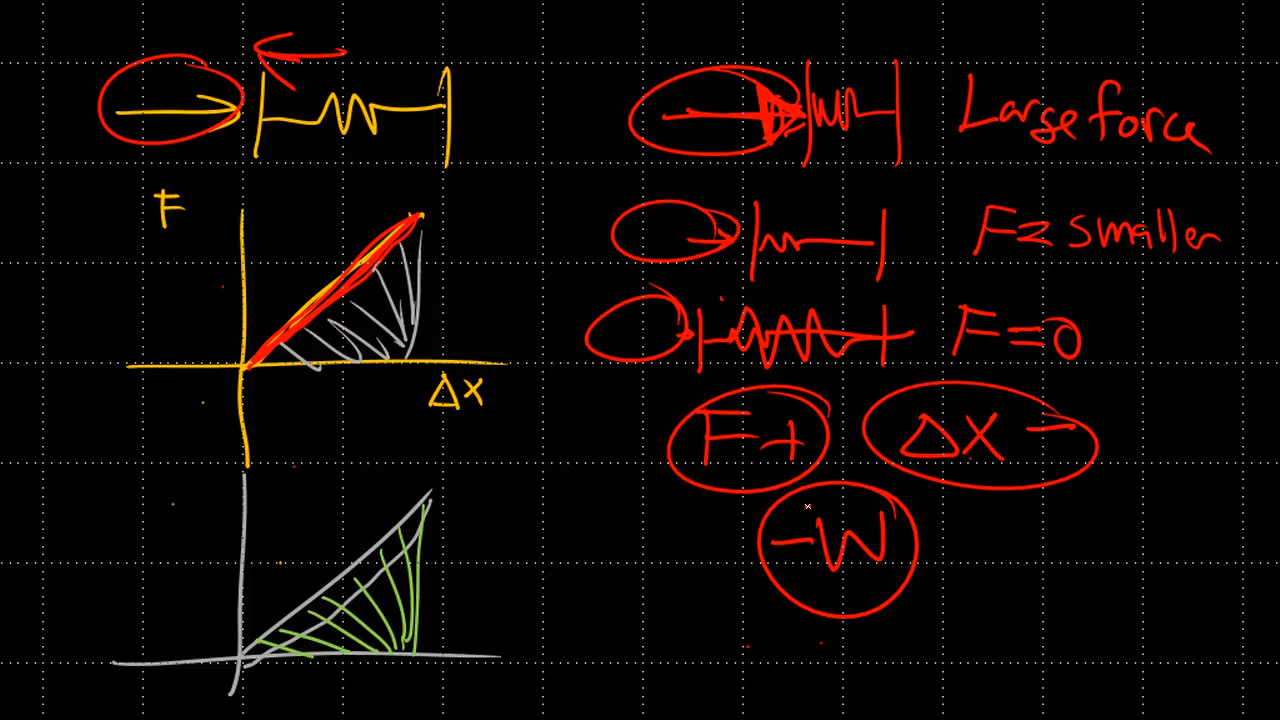 Large force
F
F= smaller
F=0
Δx
F+
Δx -
-W